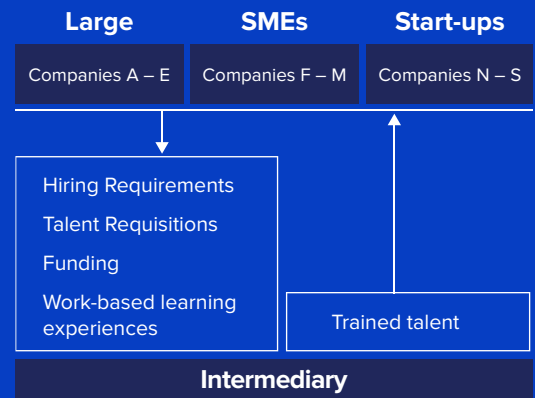 Large SMEs Start-ups
Companies A – E Companies F – M Companies N – S
Hiring Requirements
Talent Requisitions
Funding
Work-based learning
experiences
Trained talent
Intermediary